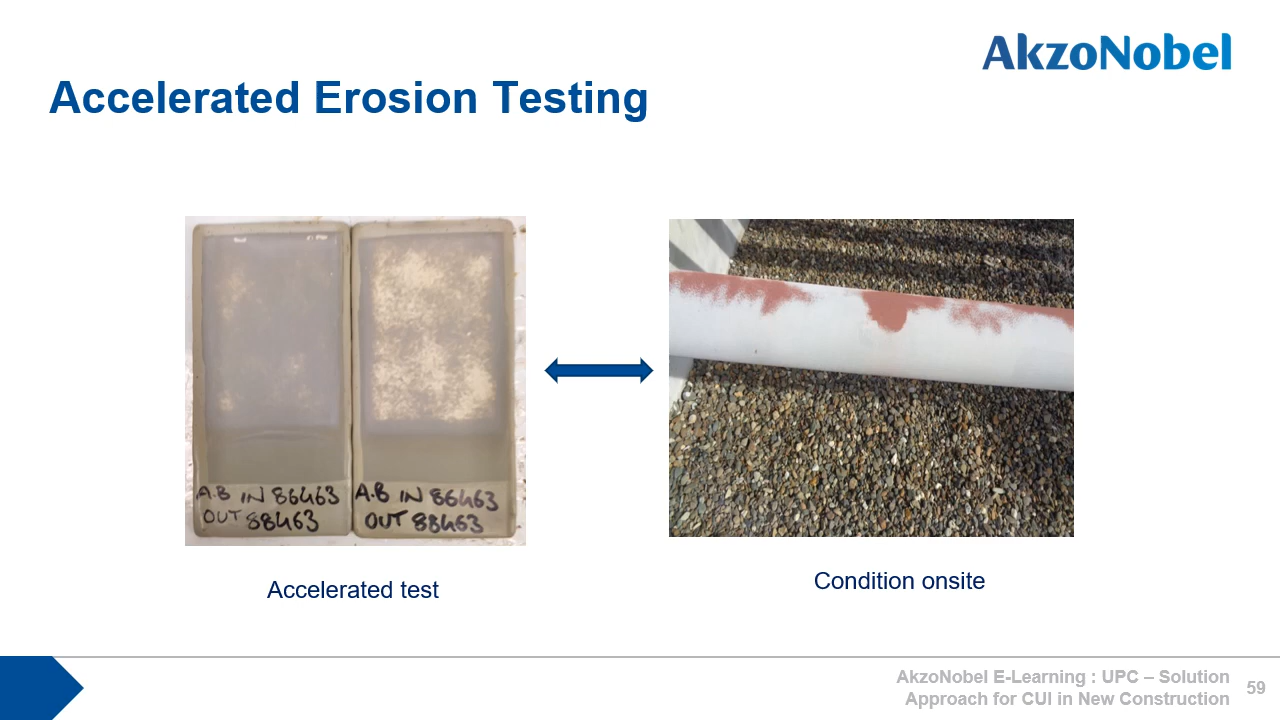 AkzoNobel
Accelerated Erosion Testing
A.B IN 86463
OUT 88463
A.B IN 86463
OUT 88463
Accelerated test
Condition onsite
AkzoNobel E-Learning : UPC – Solution
Approach for CUI in New Construction
59